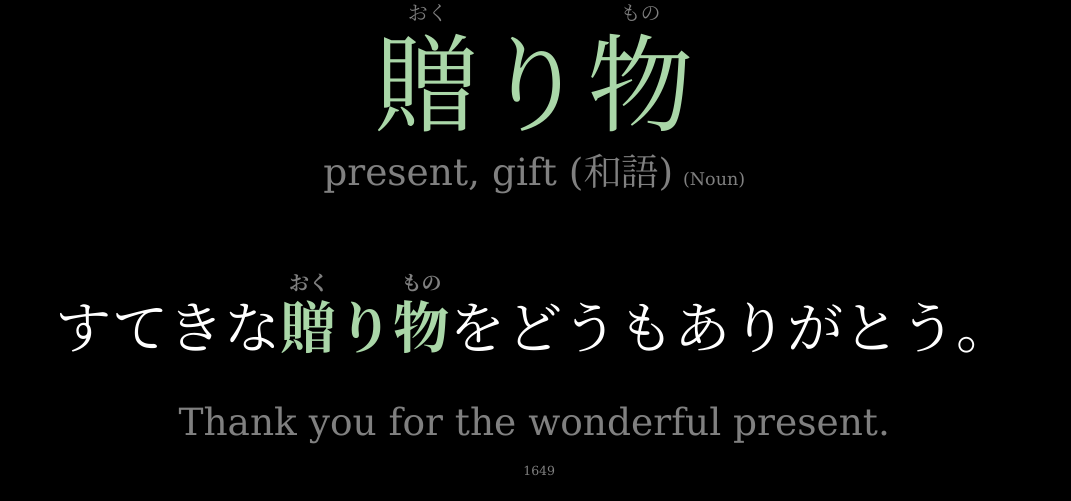 おく もの
贈り物
present, gift (和語) (Noun)
おく もの
すてきな贈り物をどうもありがとう。
Thank you for the wonderful present.
1649